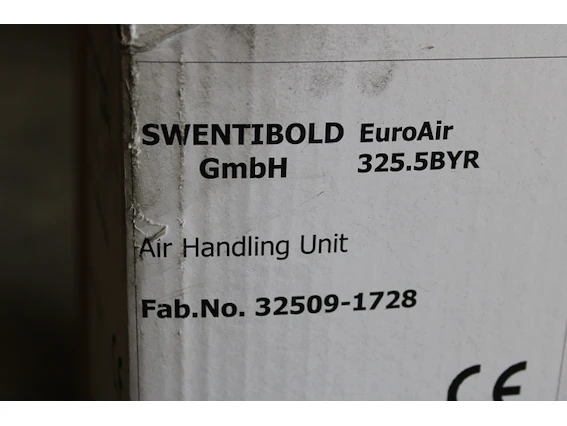 SWENTIBOLD EuroAir
GmbH 325.5BYR
Air Handling Unit
Fab.No. 32509-1728
CE